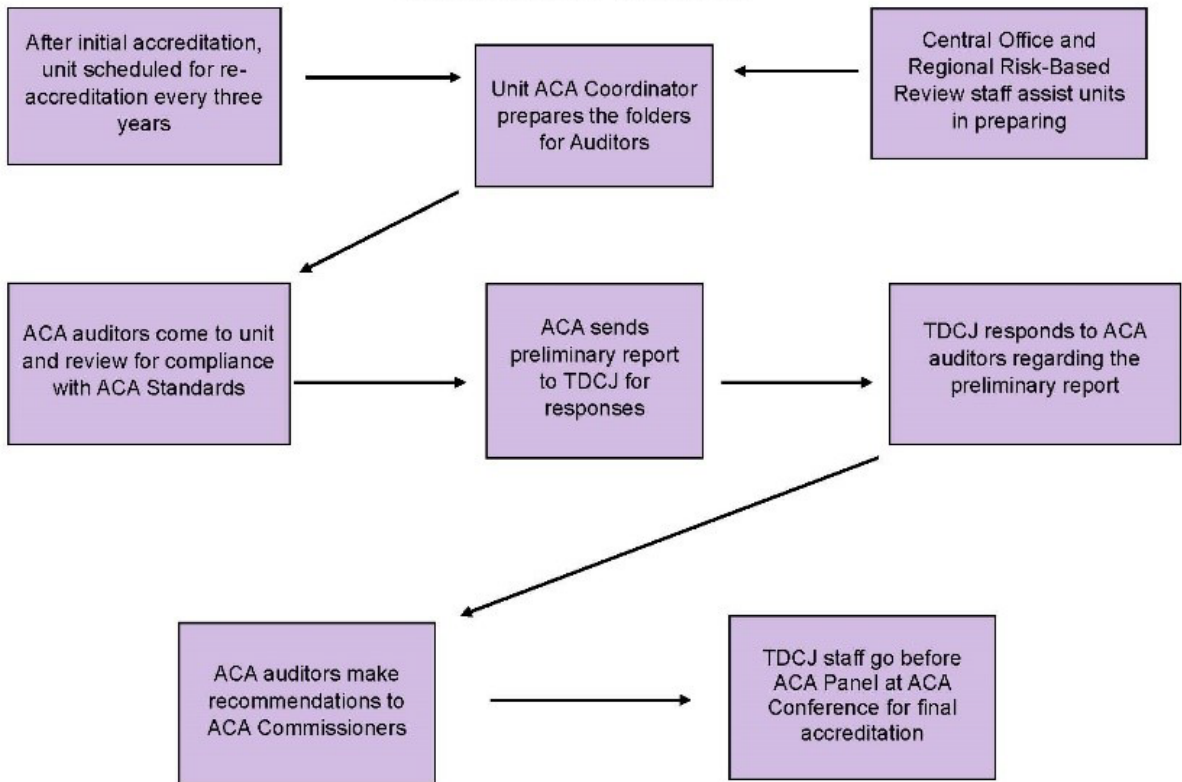 After initial accreditation,
unit scheduled for re-
accreditation every three
years
Unit ACA Coordinator
prepares the folders
for Auditors
Central Office and
Regional Risk-Based
Review staff assist units
in preparing
ACA auditors come to unit
and review for compliance
with ACA Standards
ACA sends
preliminary report
to TDCJ for
responses
TDCJ responds to ACA
auditors regarding the
preliminary report
ACA auditors make
recommendations to
ACA Commissioners
TDCJ staff go before
ACA Panel at ACA
Conference for final
accreditation